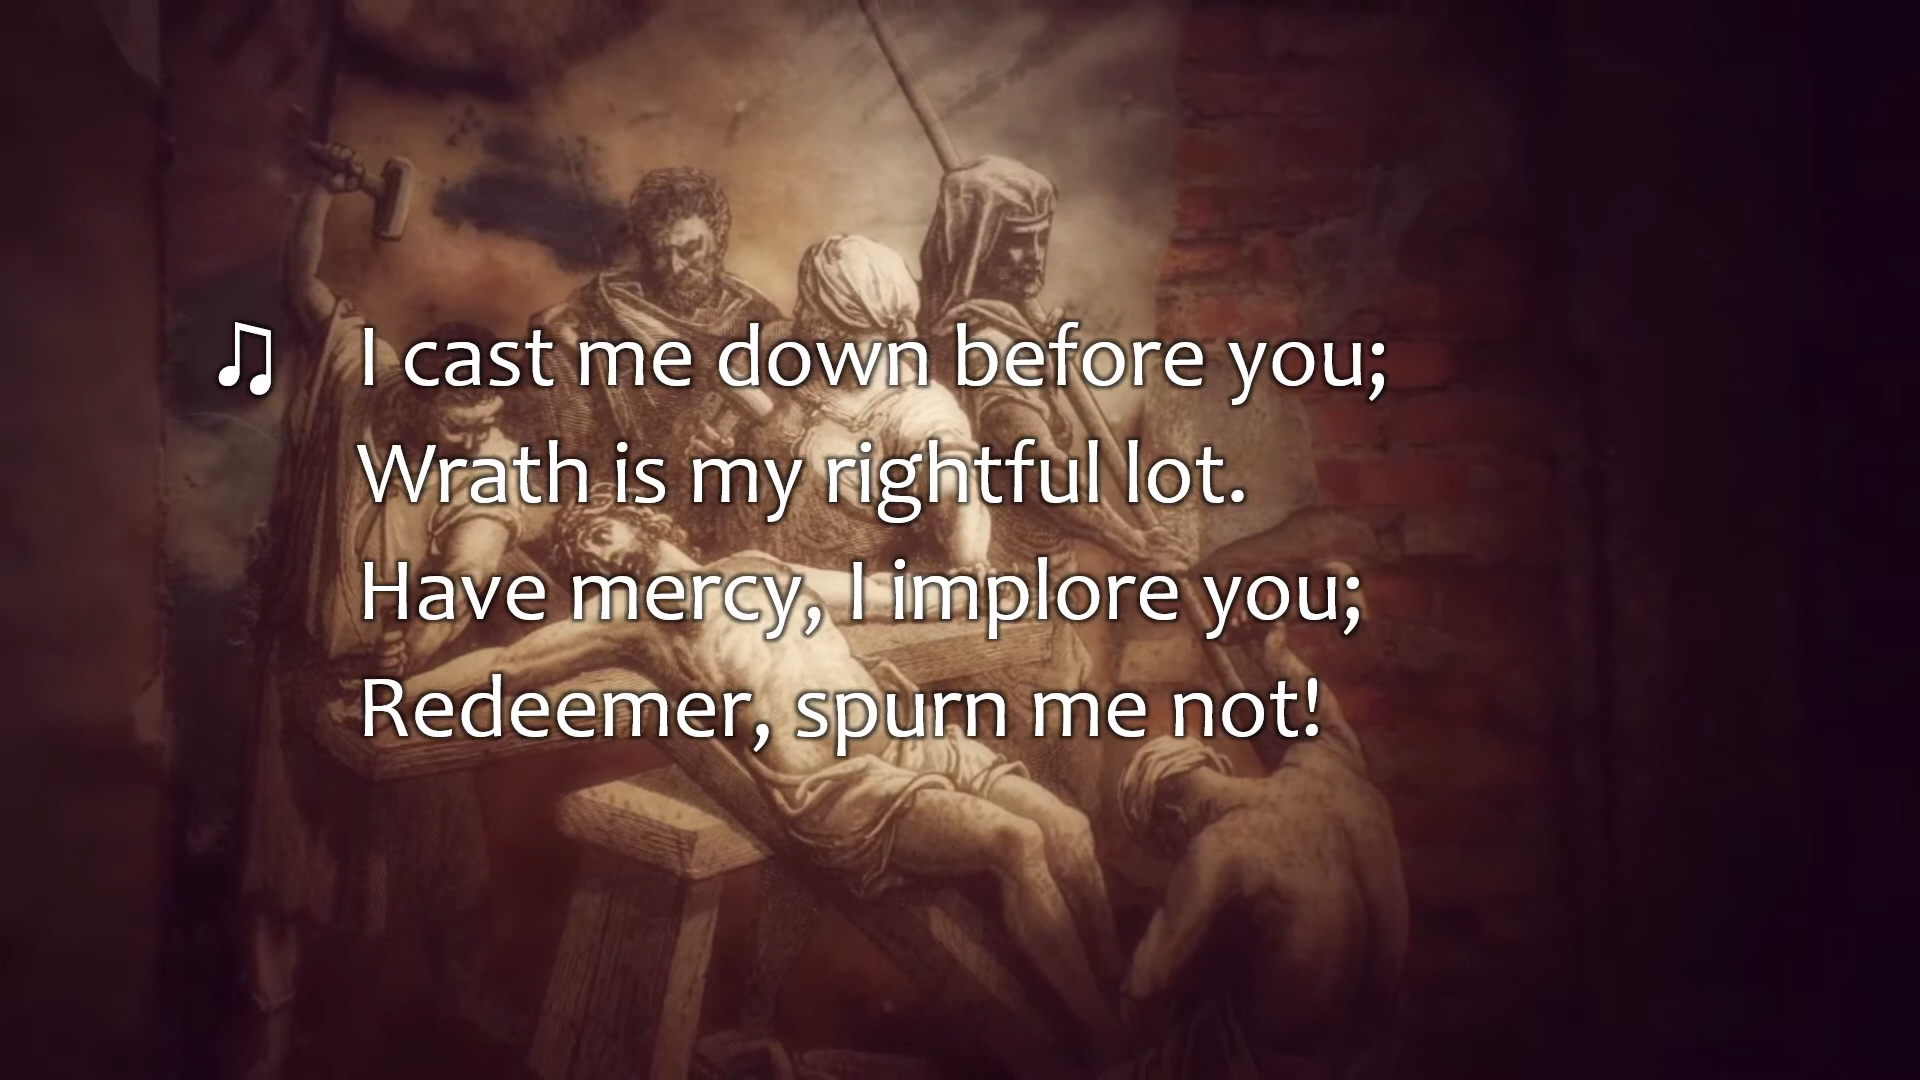 ♫ I cast me down before you;
Wrath is my rightful lot.
Have mercy, I implore you;
Redeemer, spurn me not!